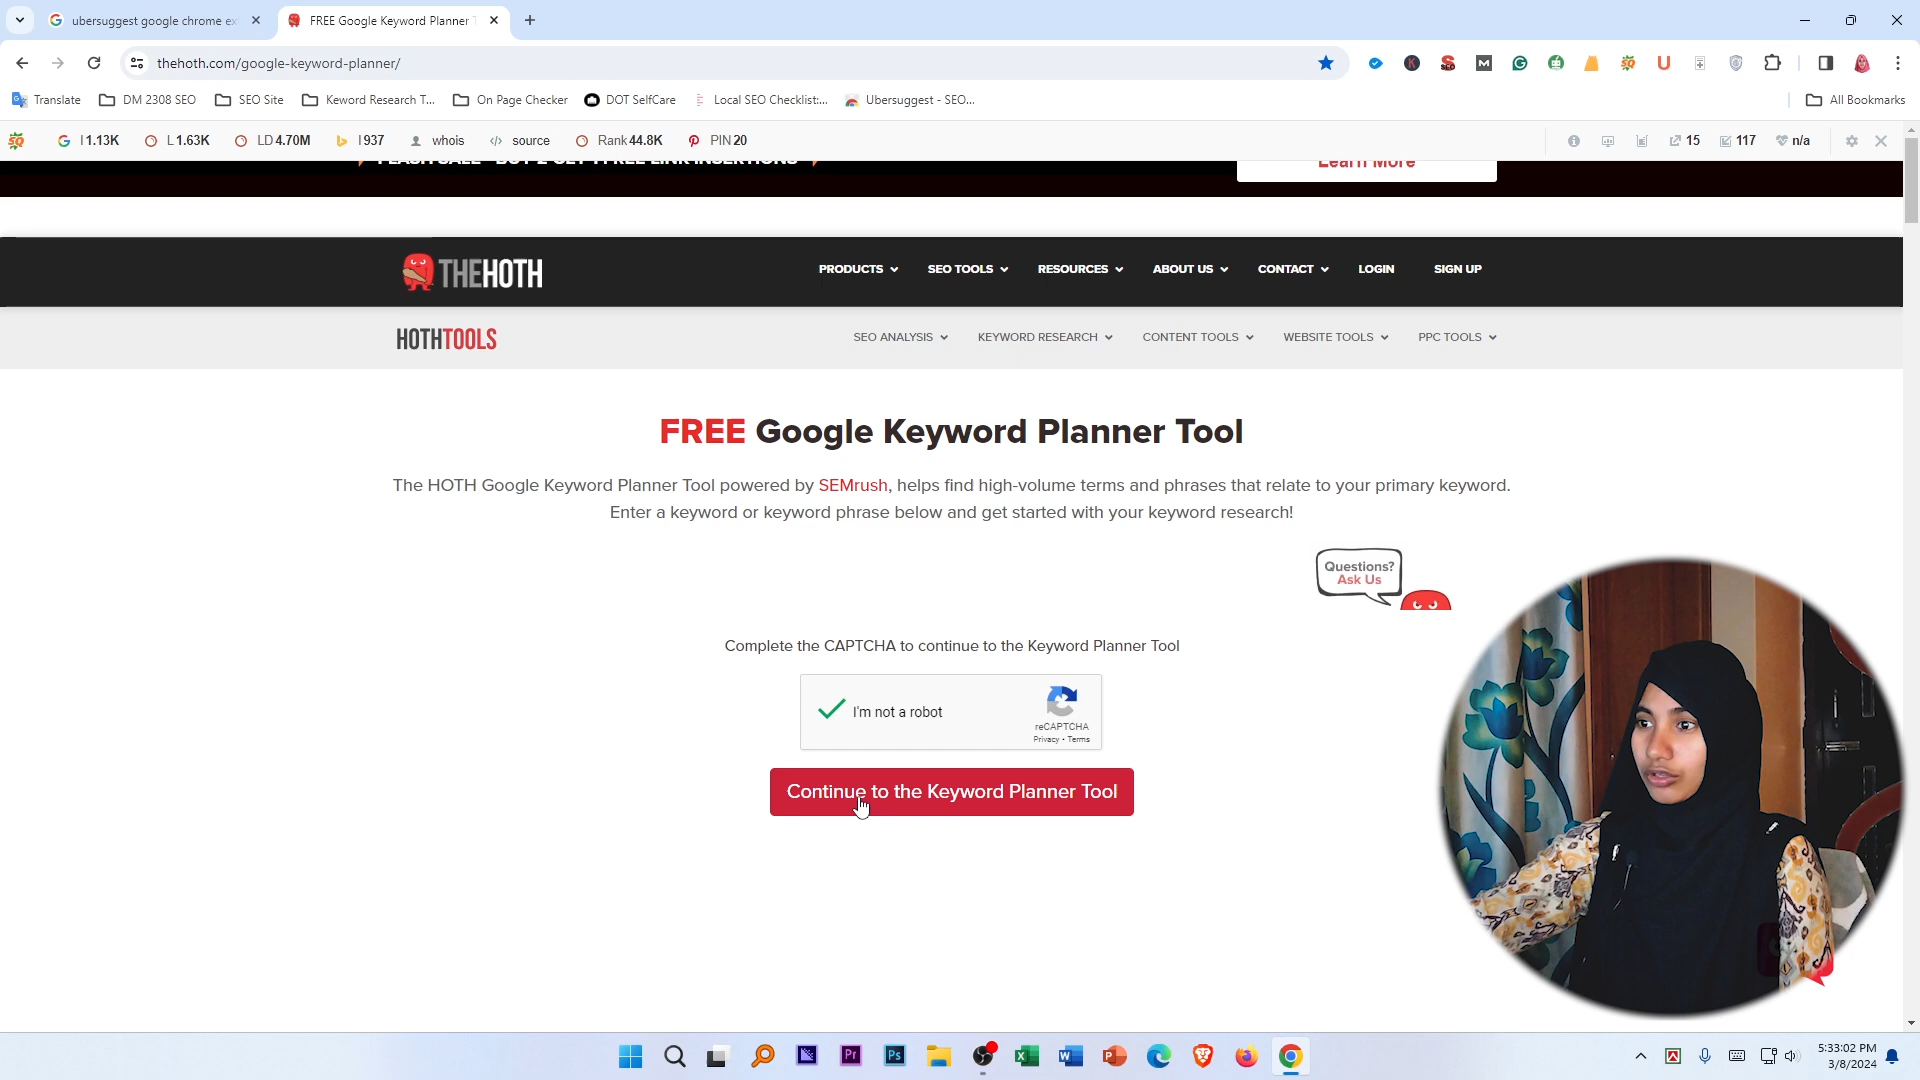 ubersuggest google chrome ex
FREE Google Keyword Planner T
thehoth.com/google-keyword-planner/
Translate DM 2308 SEO SEO Site Keword Research T... On Page Checker DOT SelfCare Local SEO Checklist:... Ubersuggest - SEO... All Bookmarks
I 1.13K L 1.63K LD 4.70M I 937 whois source Rank 44.8K PIN 20 15 117 n/a
Learn More
THEHOTH PRODUCTS SEO TOOLS RESOURCES ABOUT US CONTACT LOGIN SIGN UP
HOTHTOOLS SEO ANALYSIS KEYWORD RESEARCH CONTENT TOOLS WEBSITE TOOLS PPC TOOLS
FREE Google Keyword Planner Tool
The HOTH Google Keyword Planner Tool powered by SEMrush, helps find high-volume terms and phrases that relate to your primary keyword.
Enter a keyword or keyword phrase below and get started with your keyword research!
Questions?
Ask Us
Complete the CAPTCHA to continue to the Keyword Planner Tool
I'm not a robot
reCAPTCHA
Privacy - Terms
Continue to the Keyword Planner Tool
5:33:02 PM
3/8/2024